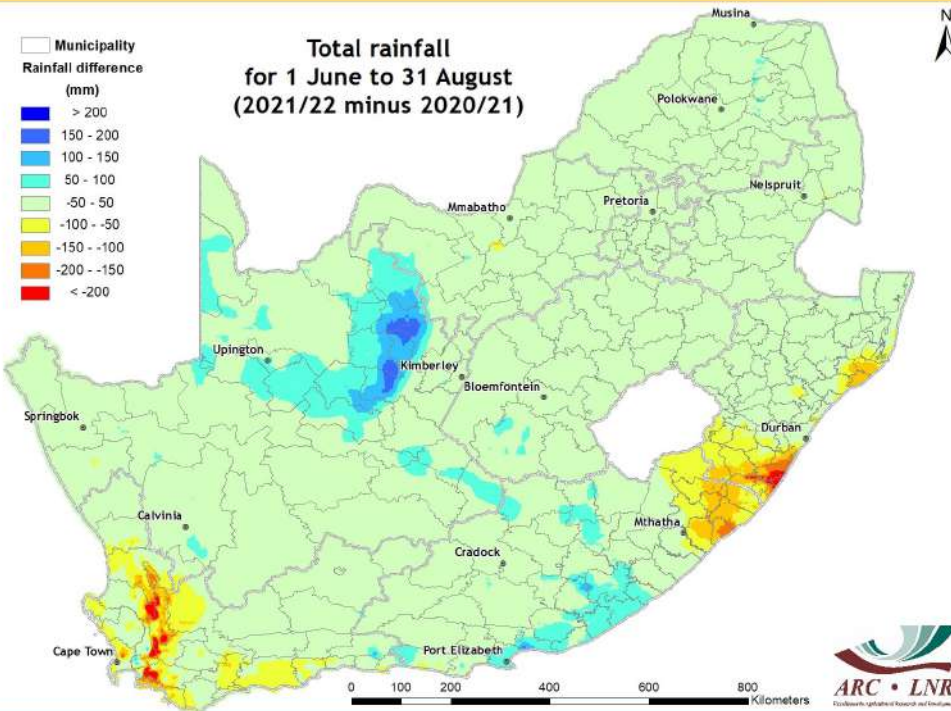 Total rainfall
for 1 June to 31 August
(2021/22 minus 2020/21)
N
Municipality
Rainfall difference
(mm)
> 200
150 - 200
100 - 150
50 - 100
-50 - 50
-100 - -50
-150 - -100
-200 - -150
< -200
Musina
Polokwane
Nelspruit
Pretoria
Mmabatho
Upington
Kimberley
Bloemfontein
Springbok
Durban
Calvinia
Mthatha
Cradock
Cape Town
Port Elizabeth
0 100 200 400 600 800
Kilometers
ARC • LNR